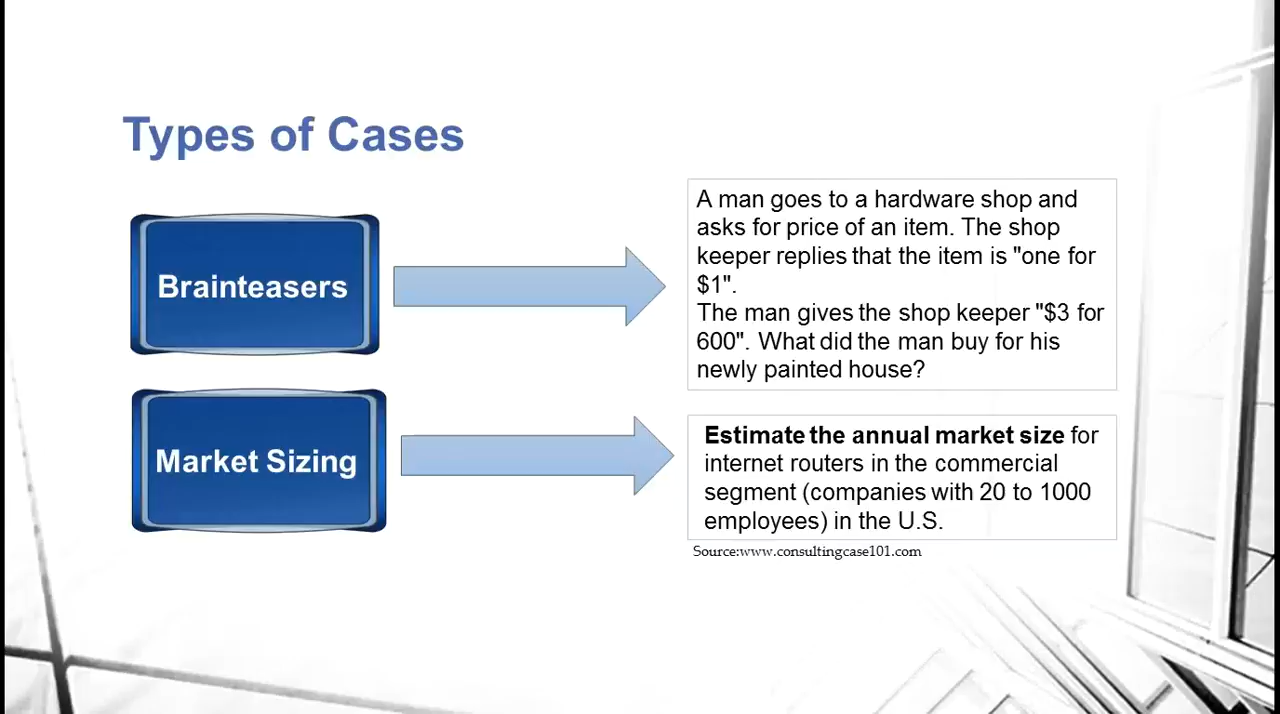 Types of Cases
Brainteasers
A man goes to a hardware shop and
asks for price of an item. The shop
keeper replies that the item is "one for
$1".
The man gives the shop keeper "$3 for
600". What did the man buy for his
newly painted house?
Market Sizing
Estimate the annual market size for
internet routers in the commercial
segment (companies with 20 to 1000
employees) in the U.S.
Source:www.consultingcase101.com